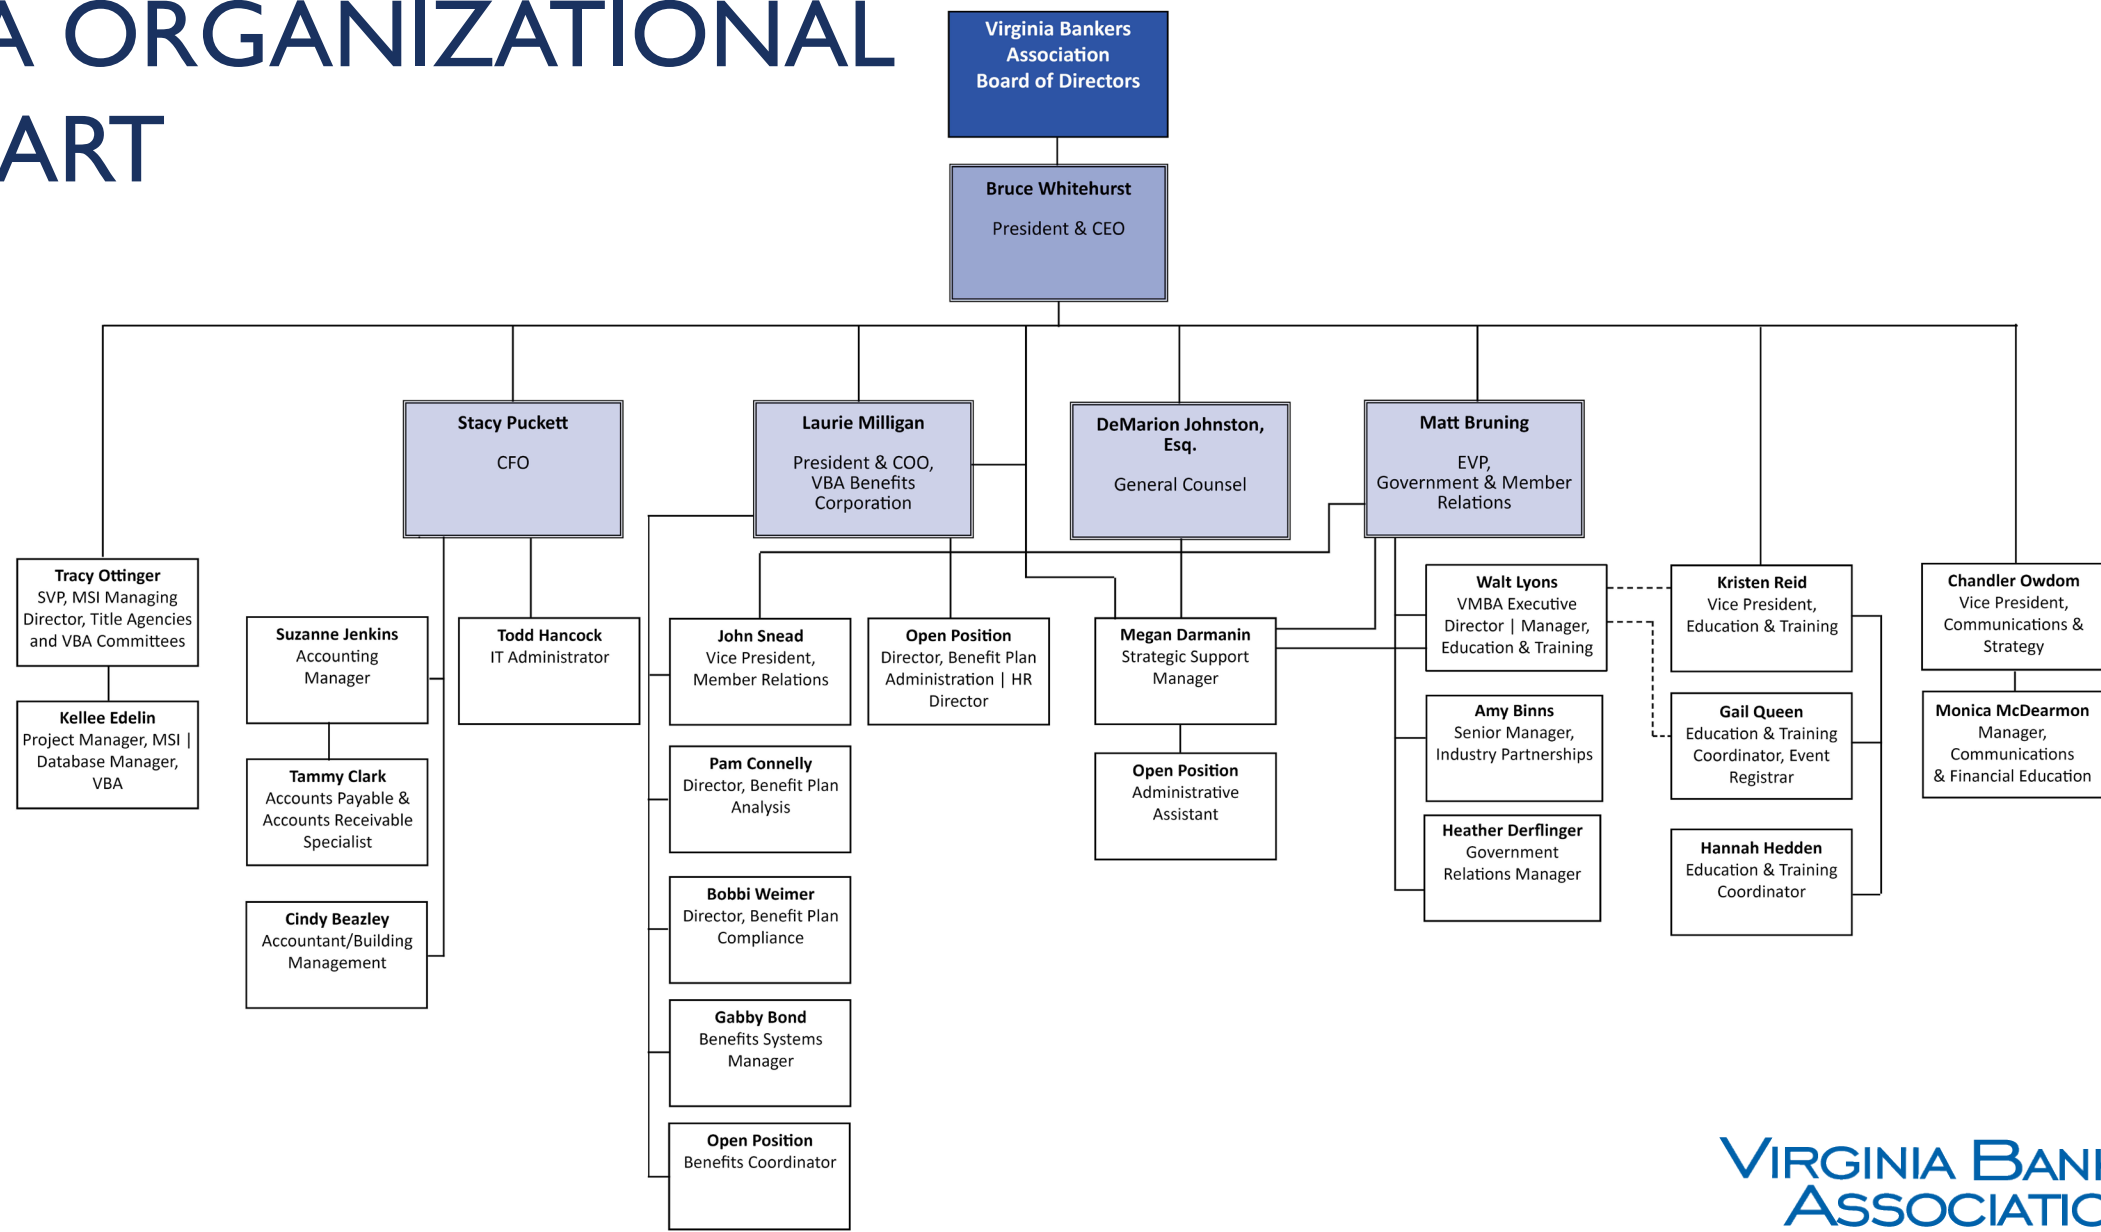 A ORGANIZATIONAL
ART
Virginia Bankers
Association
Board of Directors
Bruce Whitehurst
President & CEO
Stacy Puckett
CFO
Laurie Milligan
President & COO,
VBA Benefits
Corporation
DeMarion Johnston,
Esq.
General Counsel
Matt Bruning
EVP,
Government & Member
Relations
Tracy Ottinger
SVP, MSI Managing
Director, Title Agencies
and VBA Committees
Kellee Edelin
Project Manager, MSI |
Database Manager,
VBA
Suzanne Jenkins
Accounting
Manager
Tammy Clark
Accounts Payable &
Accounts Receivable
Specialist
Cindy Beazley
Accountant/Building
Management
Todd Hancock
IT Administrator
John Snead
Vice President,
Member Relations
Pam Connelly
Director, Benefit Plan
Analysis
Bobbi Weimer
Director, Benefit Plan
Compliance
Gabby Bond
Benefits Systems
Manager
Open Position
Benefits Coordinator
Open Position
Director, Benefit Plan
Administration | HR
Director
Megan Darmanin
Strategic Support
Manager
Open Position
Administrative
Assistant
Walt Lyons
VMBA Executive
Director | Manager,
Education & Training
Amy Binns
Senior Manager,
Industry Partnerships
Heather Derflinger
Government
Relations Manager
Kristen Reid
Vice President,
Education & Training
Gail Queen
Education & Training
Coordinator, Event
Registrar
Hannah Hedden
Education & Training
Coordinator
Chandler Owdom
Vice President,
Communications &
Strategy
Monica McDearmon
Manager,
Communications
& Financial Education
VIRGINIA BAN
ASSOCIATIO